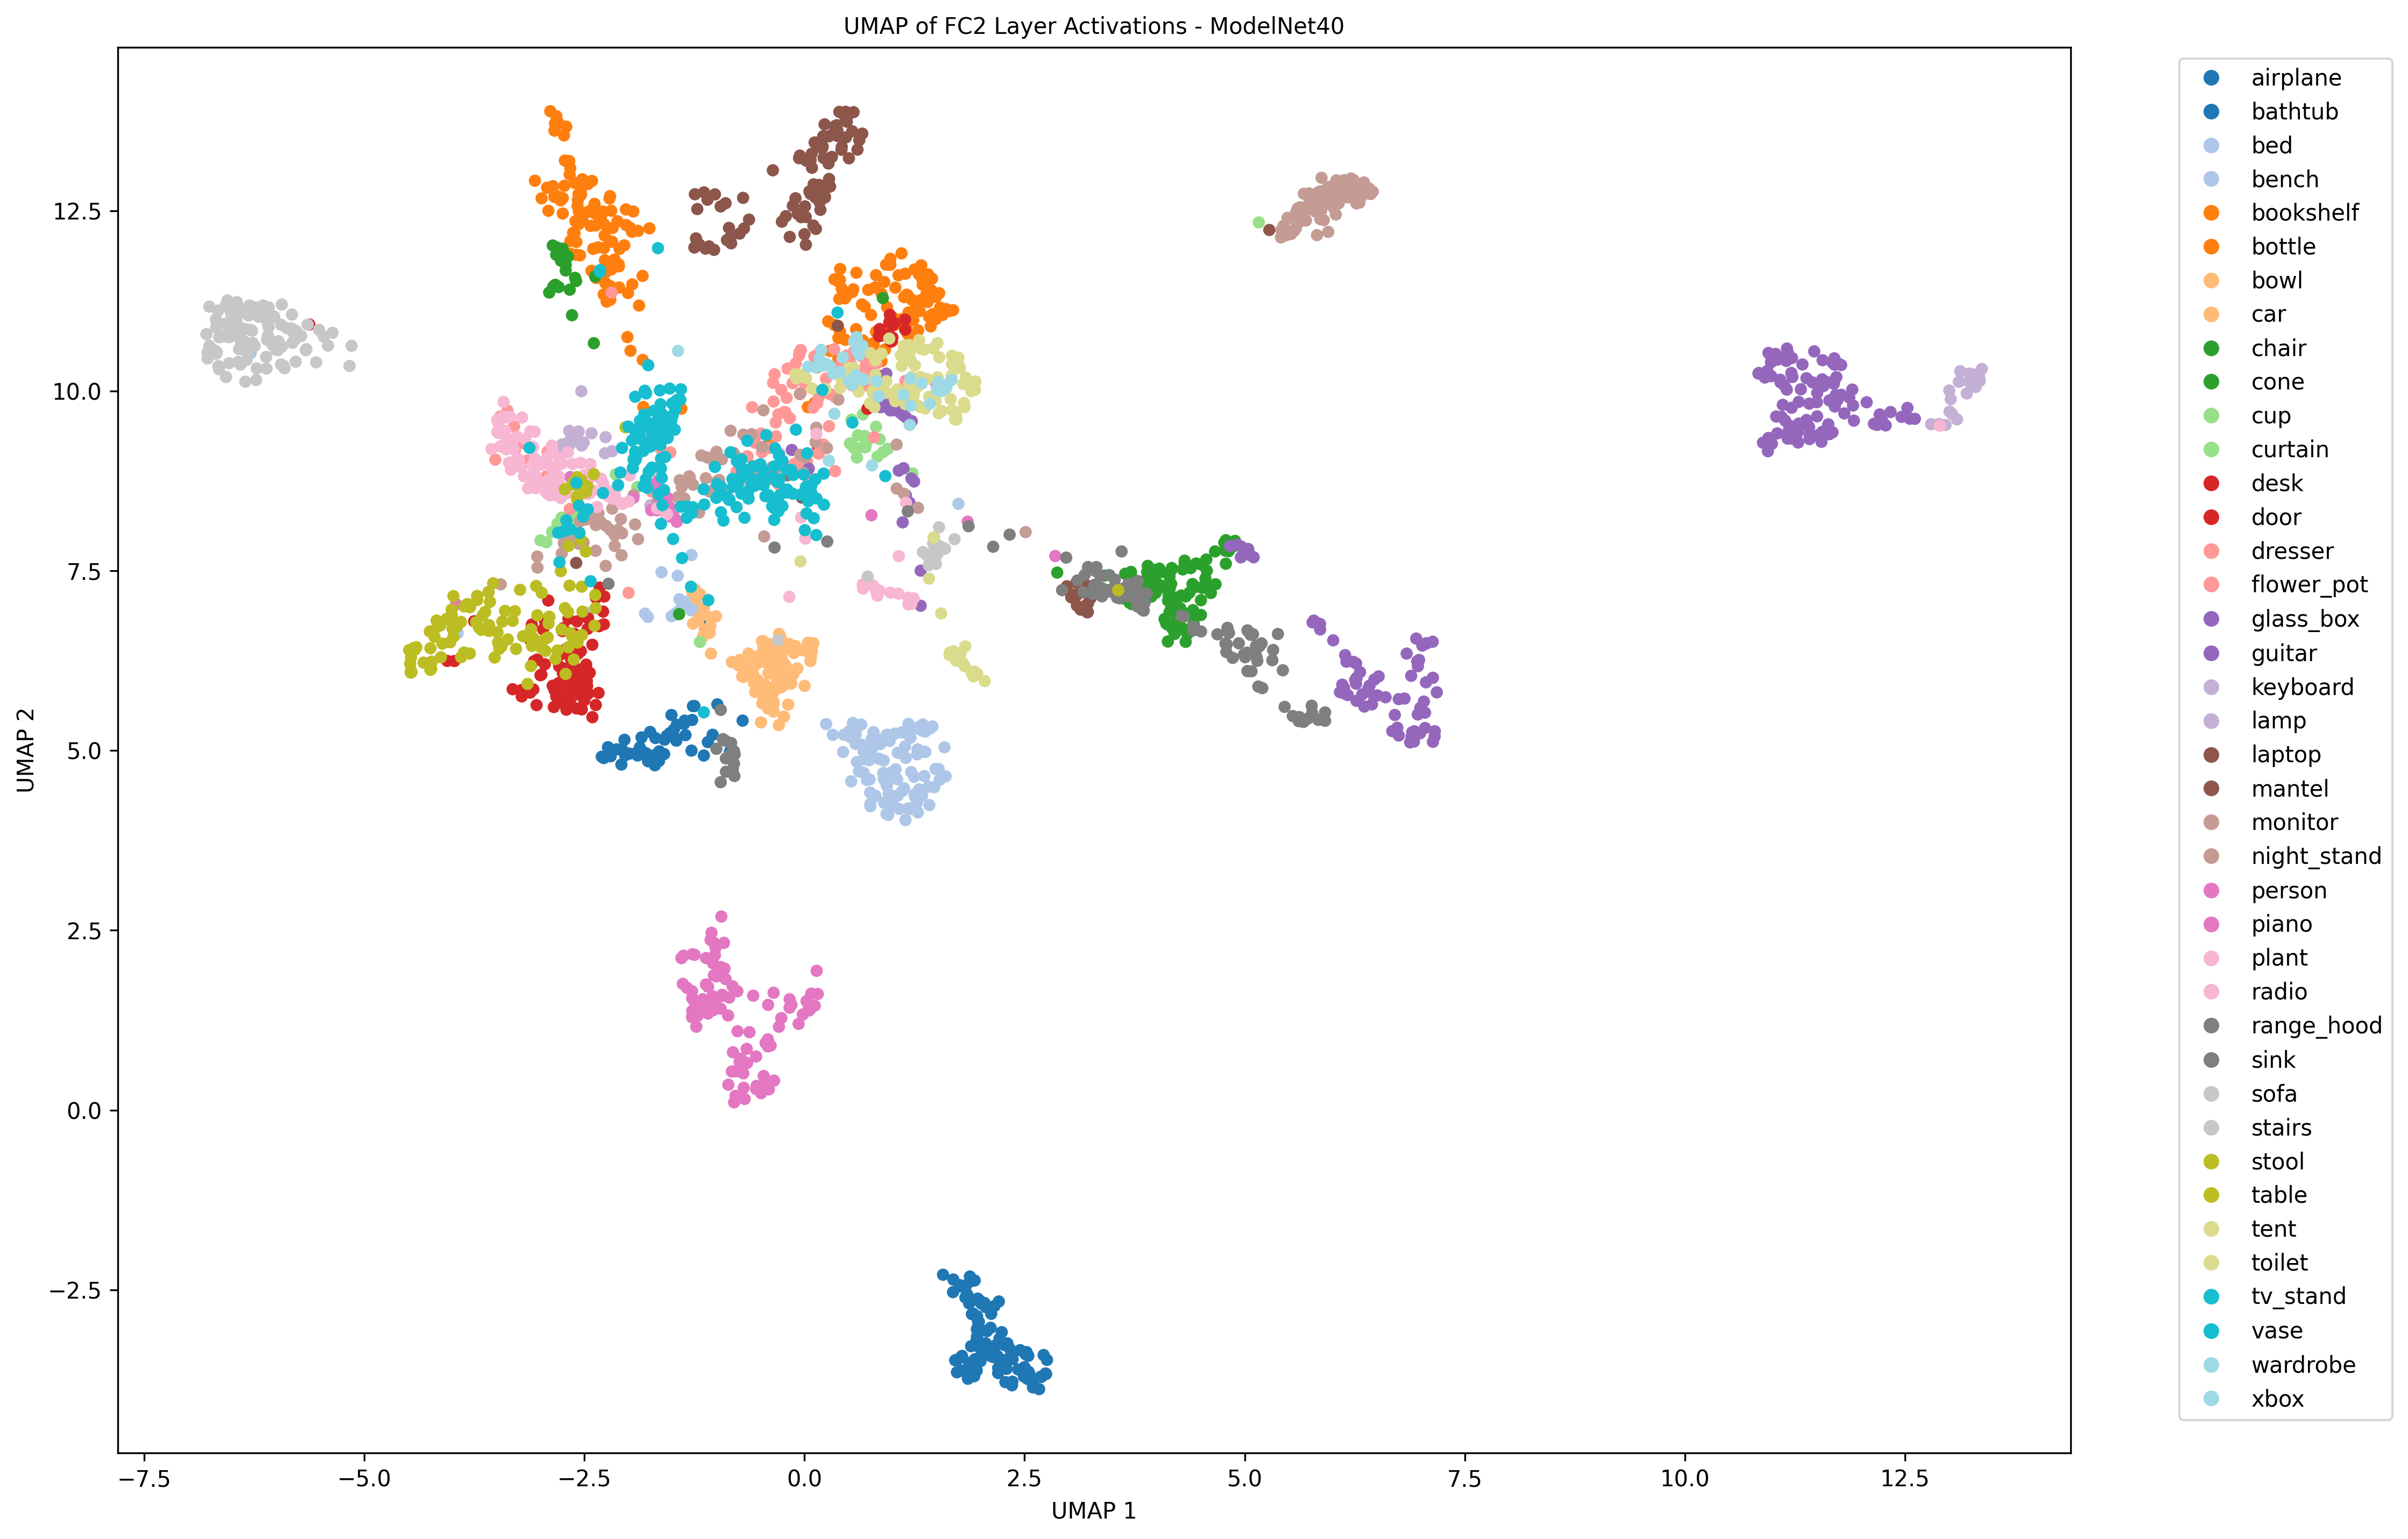 UMAP of FC2 Layer Activations - ModelNet40
airplane
bathtub
bed
bench
bookshelf
bottle
bowl
car
chair
cone
cup
curtain
desk
door
dresser
flower_pot
glass_box
guitar
keyboard
lamp
laptop
mantel
monitor
night_stand
person
piano
plant
radio
range_hood
sink
sofa
stairs
stool
table
tent
toilet
tv_stand
vase
wardrobe
xbox
12.5
10.0
7.5
5.0
2.5
0.0
−2.5
UMAP 2
−7.5 −5.0 −2.5 0.0 2.5 5.0 7.5 10.0 12.5
UMAP 1